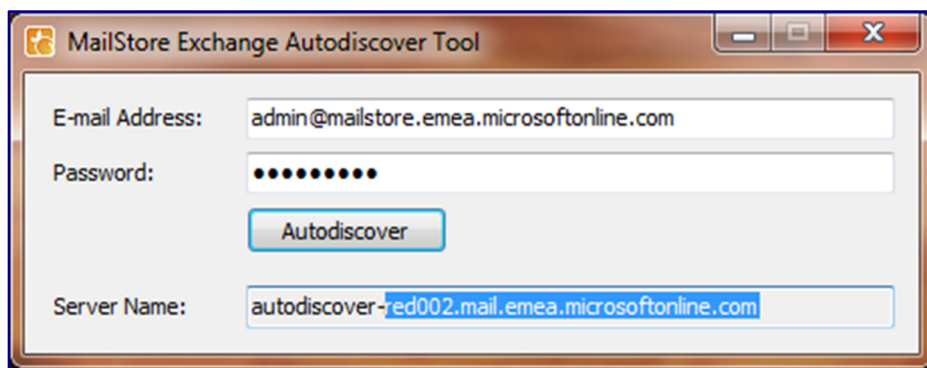 MailStore Exchange Autodiscover Tool
E-mail Address: admin@mailstore.emea.microsoftonline.com
Password: ●●●●●●●●●
Autodiscover
Server Name: autodiscover-red002.mail.emea.microsoftonline.com